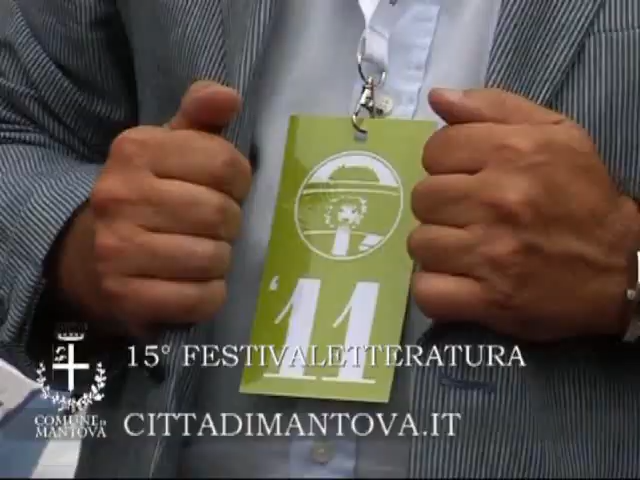 '11
15° FESTIVALETTERATURA
COMUNE DI
MANTOVA
CITTADIMANTOVA.IT